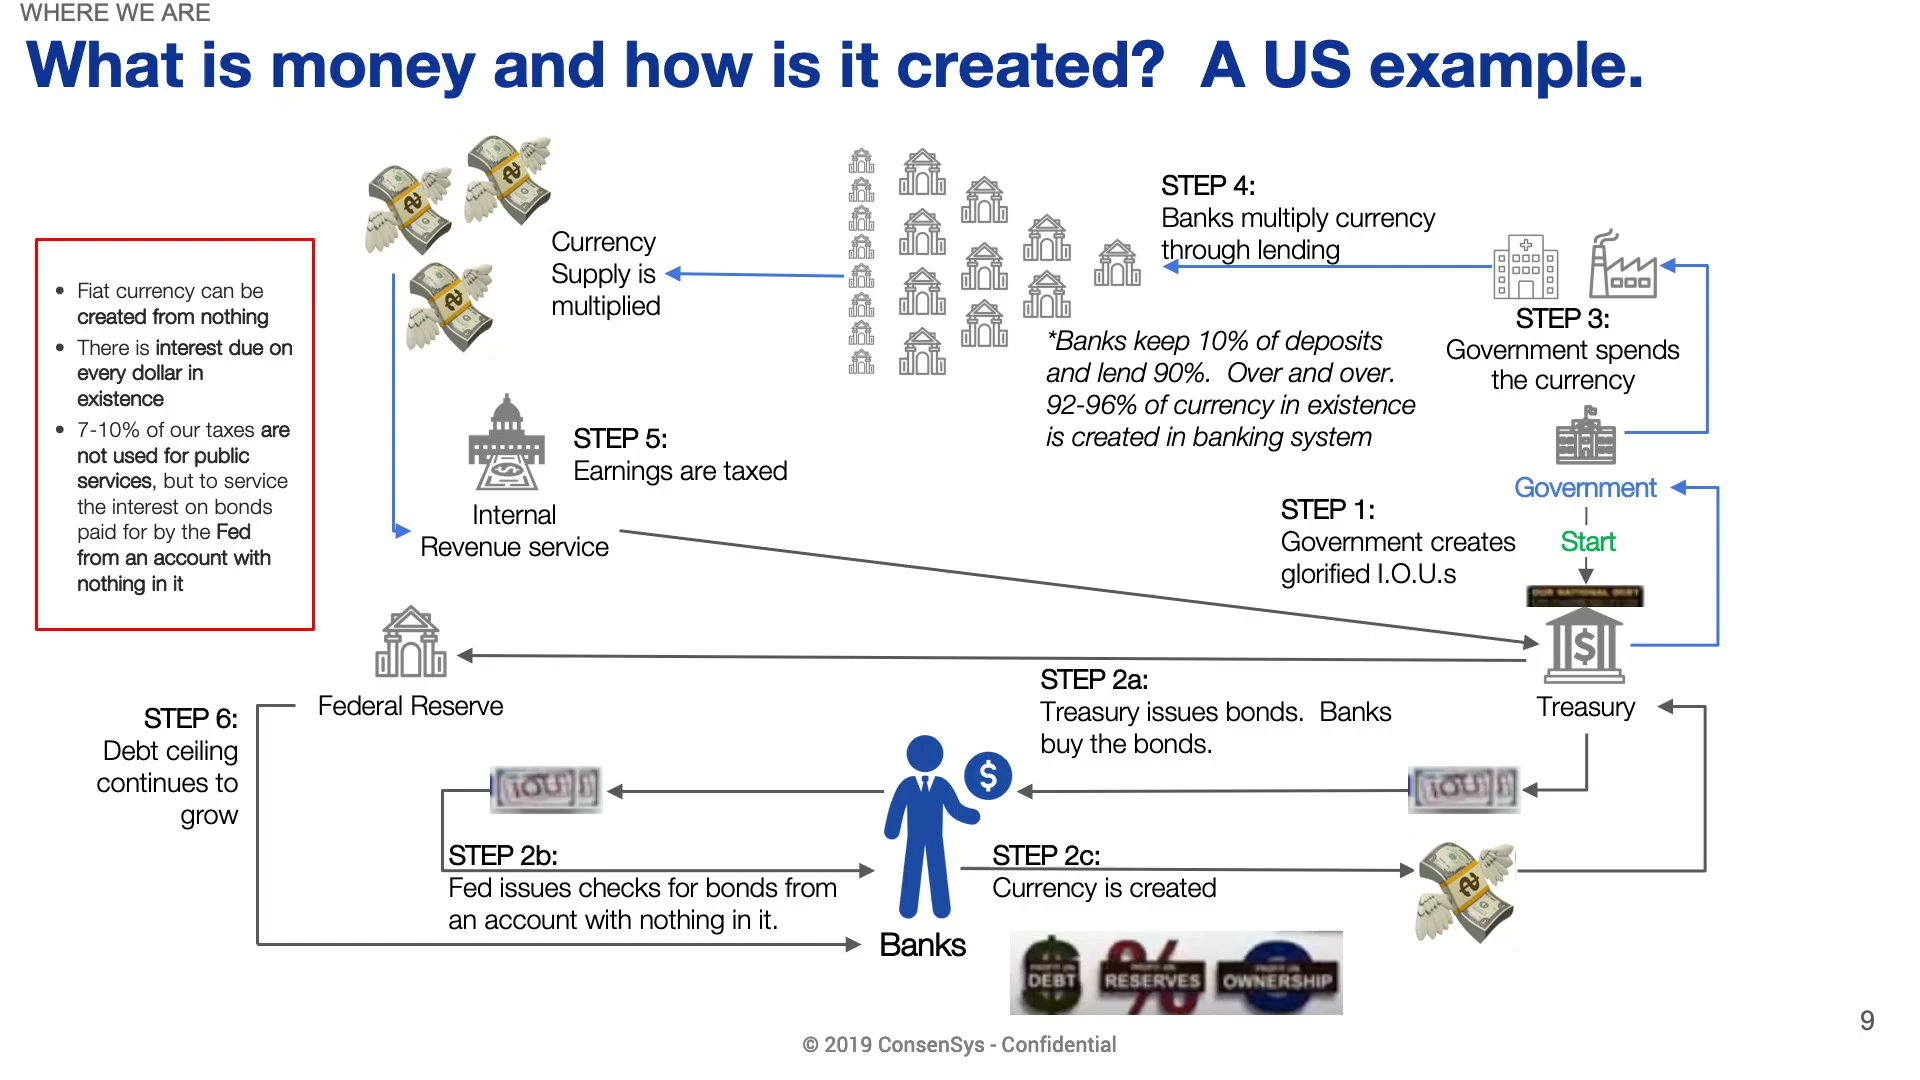 WHERE WE ARE
What is money and how is it created?  A US example.
Currency
Supply is
multiplied
STEP 4:
Banks multiply currency
through lending
*Banks keep 10% of deposits
and lend 90%.  Over and over.
92-96% of currency in existence
is created in banking system
STEP 3:
Government spends
the currency
• Fiat currency can be
created from nothing
• There is interest due on
every dollar in
existence
• 7-10% of our taxes are
not used for public
services, but to service
the interest on bonds
paid for by the Fed
from an account with
nothing in it
STEP 5:
Earnings are taxed
Internal
Revenue service
Government
STEP 1:
Government creates
glorified I.O.U.s
Start
OUR NATIONAL DEBT
$
Federal Reserve
STEP 2a:
Treasury issues bonds.  Banks
buy the bonds.
Treasury
STEP 6:
Debt ceiling
continues to
grow
IOU
$
IOU
STEP 2b:
Fed issues checks for bonds from
an account with nothing in it.
STEP 2c:
Currency is created
Banks
PROFIT ON
DEBT
PROFIT ON
RESERVES
PROFIT ON
OWNERSHIP
9
© 2019 ConsenSys - Confidential